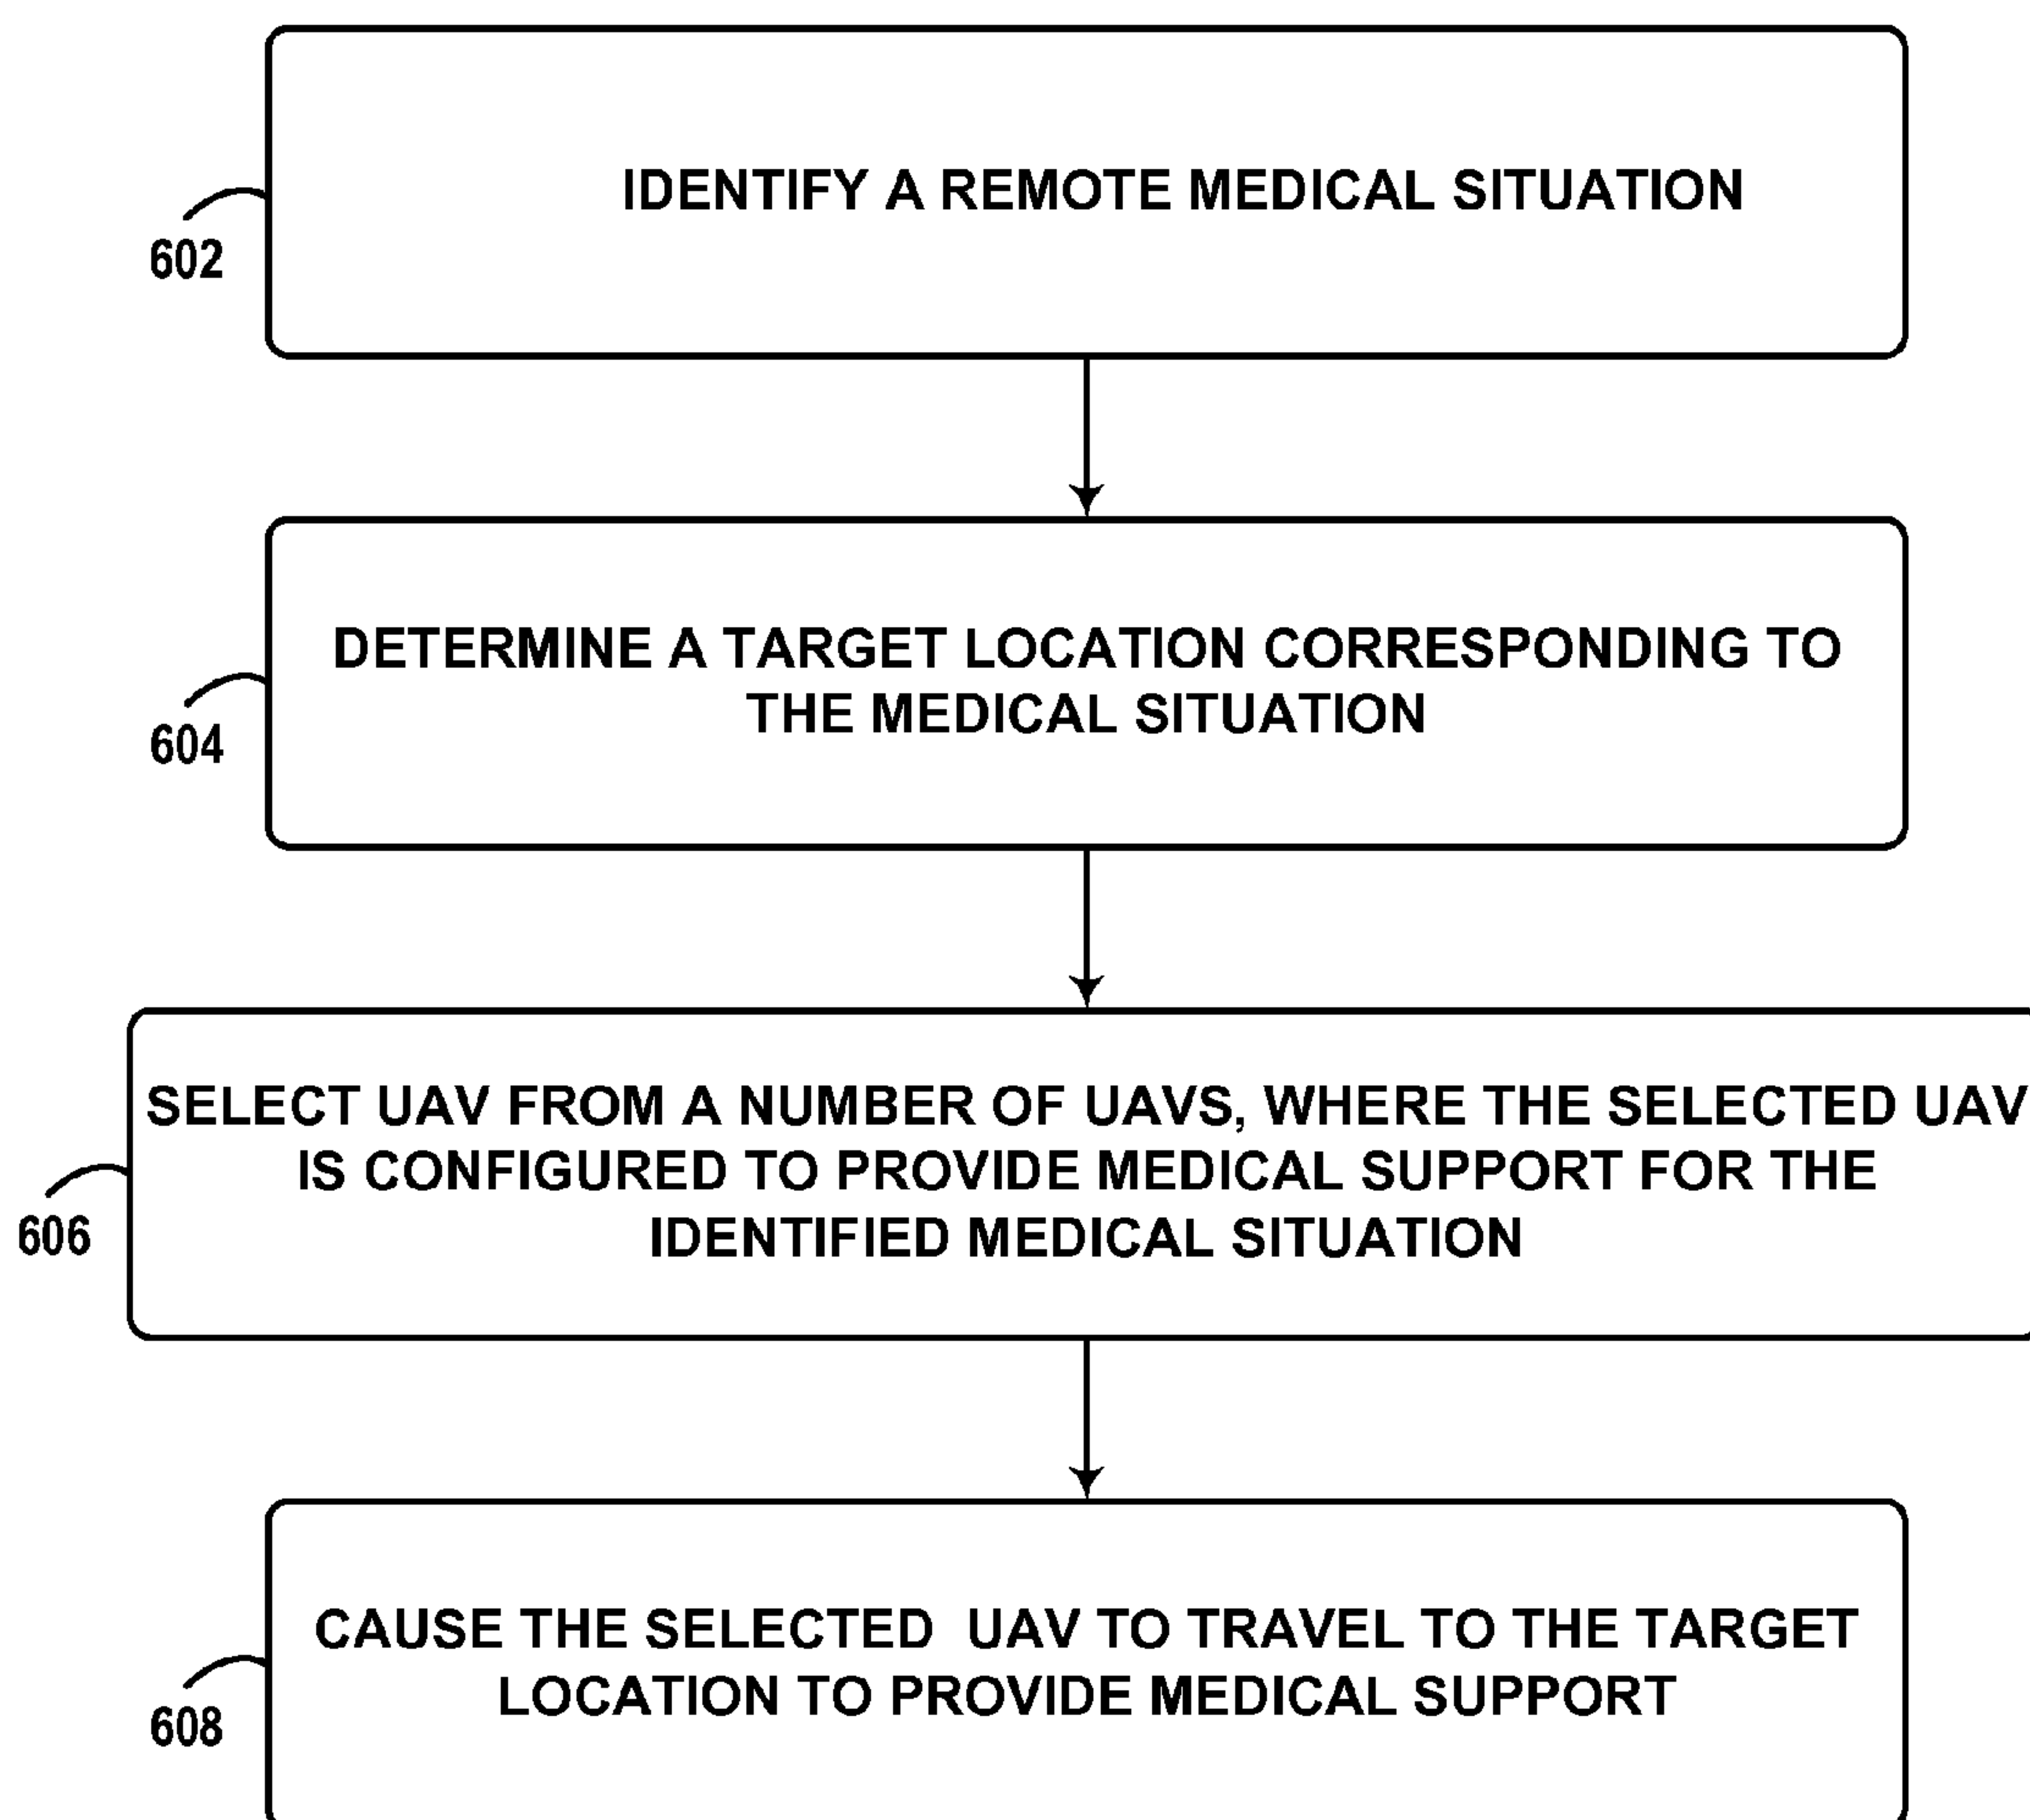 IDENTIFY A REMOTE MEDICAL SITUATION
602
DETERMINE A TARGET LOCATION CORRESPONDING TO
THE MEDICAL SITUATION
604
SELECT UAV FROM A NUMBER OF UAVS, WHERE THE SELECTED UAV
IS CONFIGURED TO PROVIDE MEDICAL SUPPORT FOR THE
IDENTIFIED MEDICAL SITUATION
606
CAUSE THE SELECTED  UAV TO TRAVEL TO THE TARGET
LOCATION TO PROVIDE MEDICAL SUPPORT
608